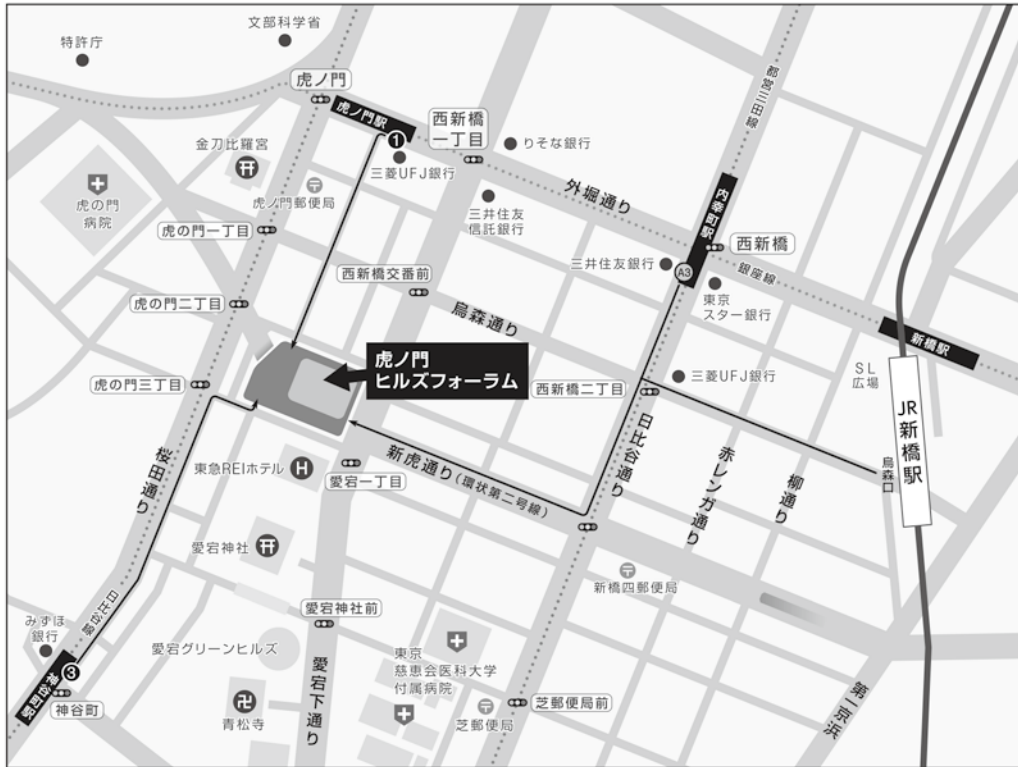 文部科学省
特許庁
虎ノ門
虎ノ門駅
1
西新橋
一丁目
りそな銀行
都営三田線
金刀比羅宮
三菱UFJ銀行
虎ノ門郵便局
虎の門
病院
三井住友
信託銀行
外堀通り
内幸町駅
西新橋
虎の門一丁目
西新橋交番前
三井住友銀行
A3
銀座線
東京
スター銀行
虎の門二丁目
烏森通り
新橋駅
虎ノ門
ヒルズフォーラム
虎の門三丁目
西新橋二丁目
三菱UFJ銀行
SL
広場
JR新橋駅
烏森口
桜田通り
東急REIホテル
H
愛宕一丁目
新虎通り(環状第二号線)
日比谷通り
赤レンガ通り
柳通り
愛宕神社
新橋四郵便局
日比谷線
みずほ
銀行
愛宕神社前
愛宕グリーンヒルズ
東京
慈恵会医科大学
付属病院
愛宕下通り
3
神谷町駅
神谷町
青松寺
芝郵便局
芝郵便局前
第一京浜